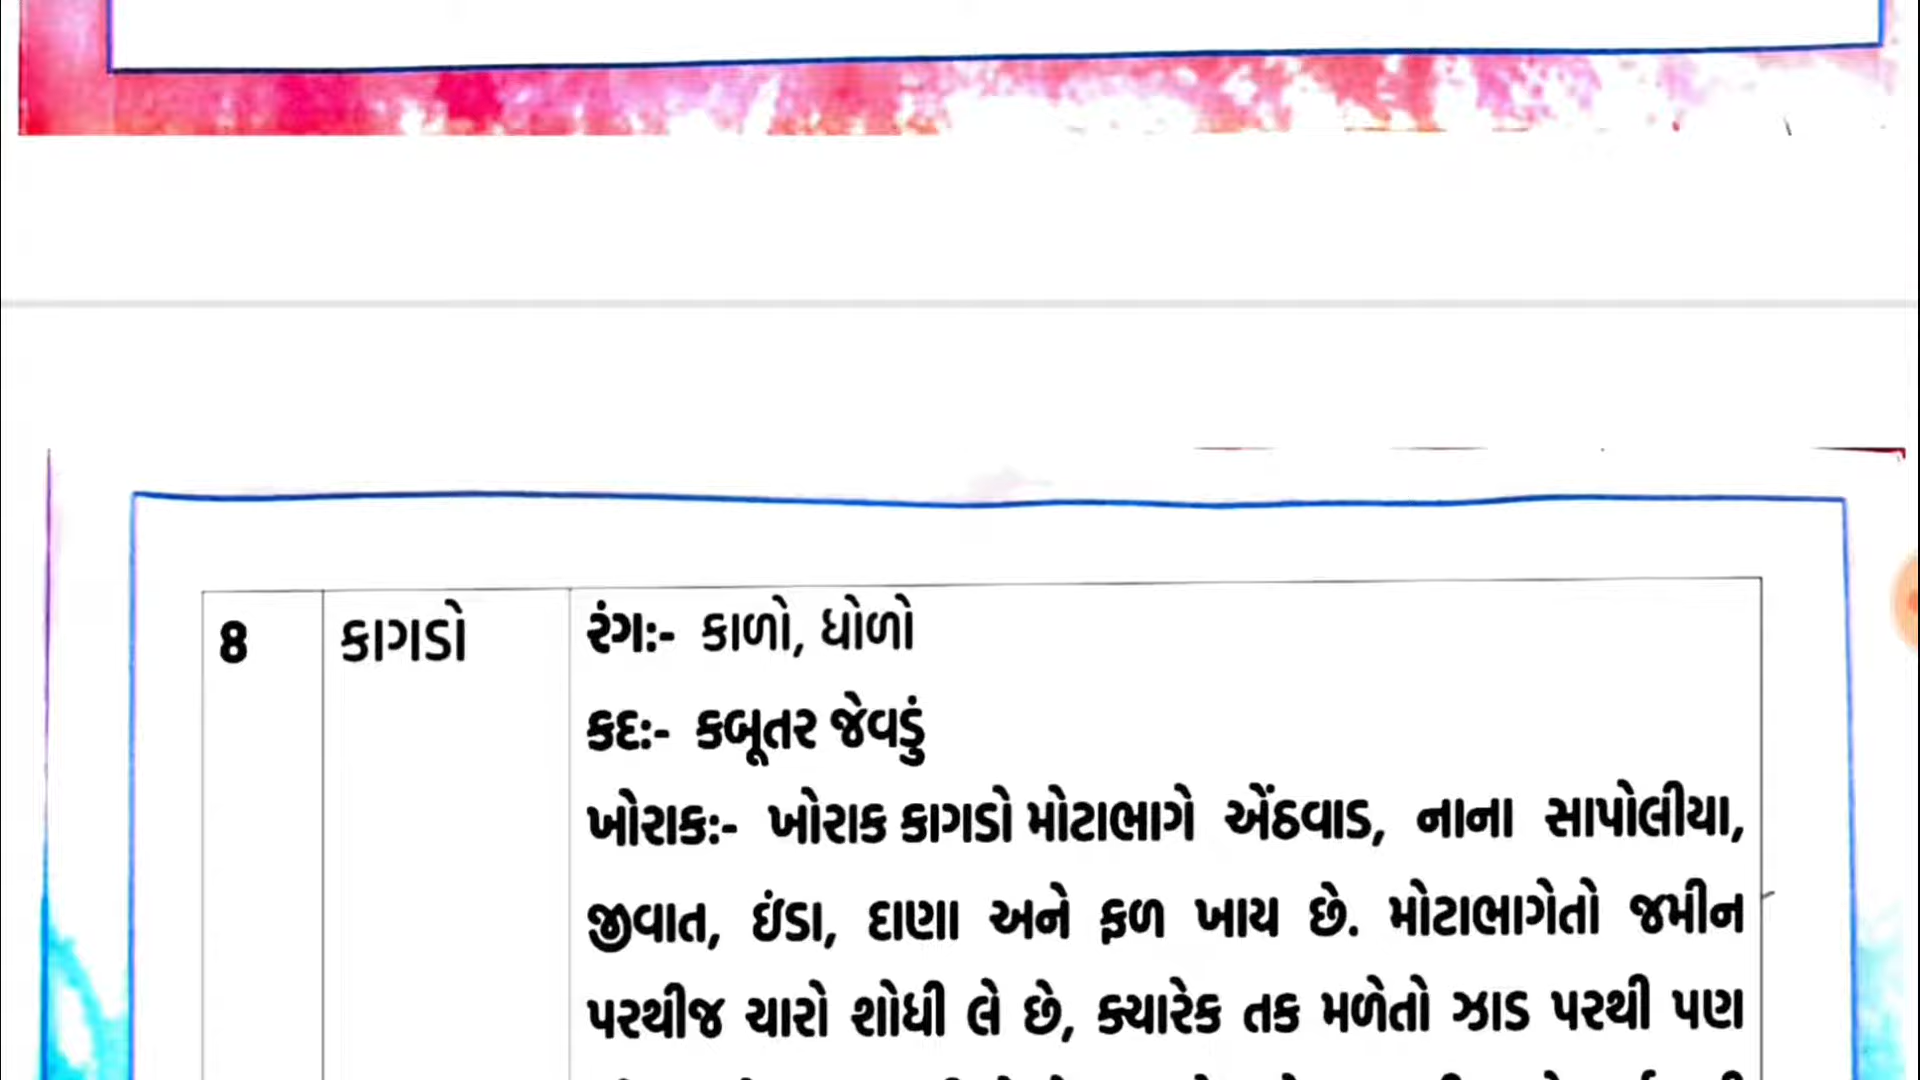 8 કાગડો રંગ:- કાળો, ધોળો
કદ:- કબૂતર જેવડું
ખોરાક:- ખોરાક કાગડો મોટાભાગે એંઠવાડ, નાના સાપોલીયા,
જીવાત, ઇંડા, દાણા અને ફળ ખાય છે. મોટાભાગેતો જમીન
પરથીજ ચારો શોધી લે છે, ક્યારેક તક મળેતો ઝાડ પરથી પણ